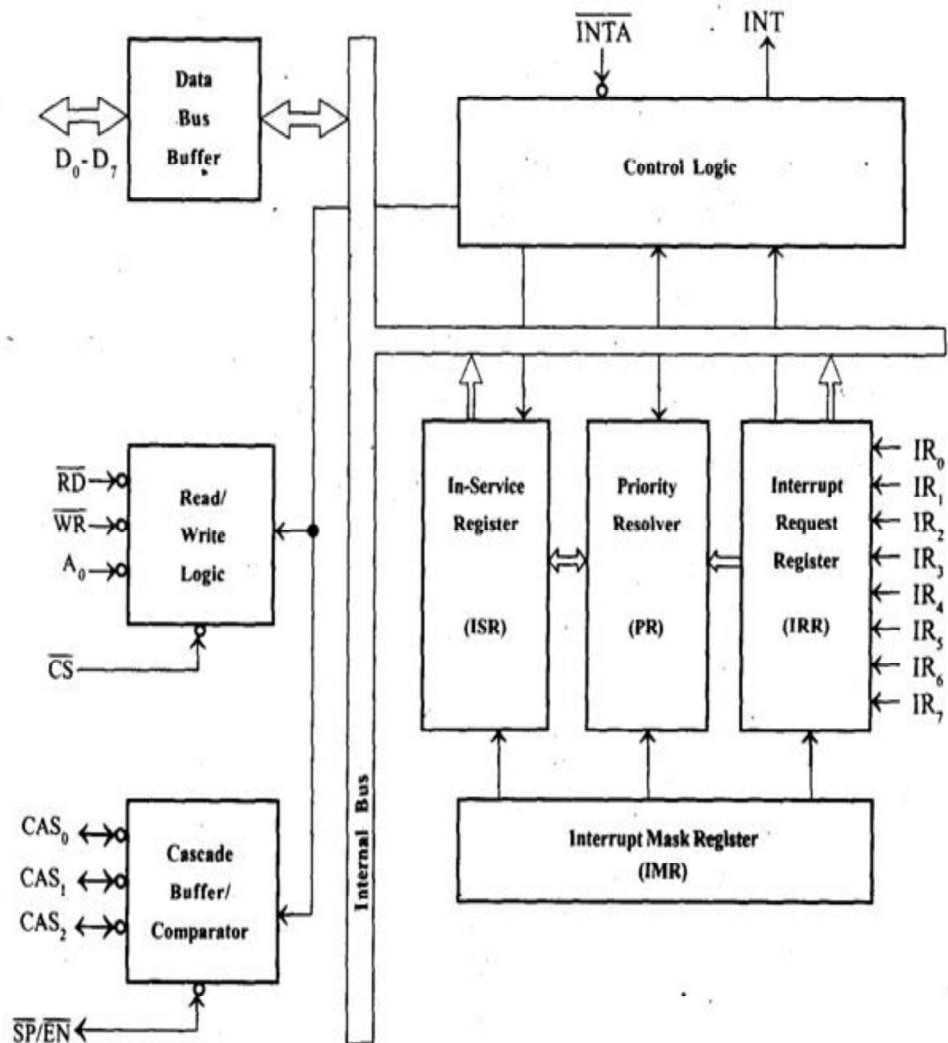 INTA
INT
Data
Bus
Buffer
D₀-D₇
Control Logic
RD
WR
A₀
CS
Read/
Write
Logic
In-Service
Register
(ISR)
Priority
Resolver
(PR)
Interrupt
Request
Register
(IRR)
IR₀
IR₁
IR₂
IR₃
IR₄
IR₅
IR₆
IR₇
Internal Bus
Interrupt Mask Register
(IMR)
CAS₀
CAS₁
CAS₂
Cascade
Buffer/
Comparator
SP/EN